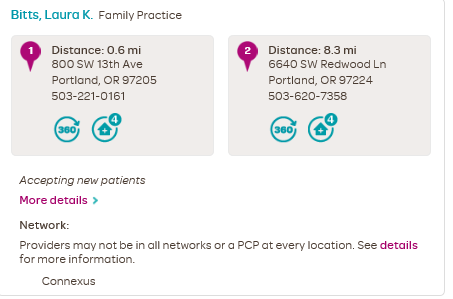 Bitts, Laura K. Family Practice
1
Distance: 0.6 mi
800 SW 13th Ave
Portland, OR 97205
503-221-0161
360
4
2
Distance: 8.3 mi
6640 SW Redwood Ln
Portland, OR 97224
503-620-7358
360
4
Accepting new patients
More details
Network:
Providers may not be in all networks or a PCP at every location. See details
for more information.
Connexus